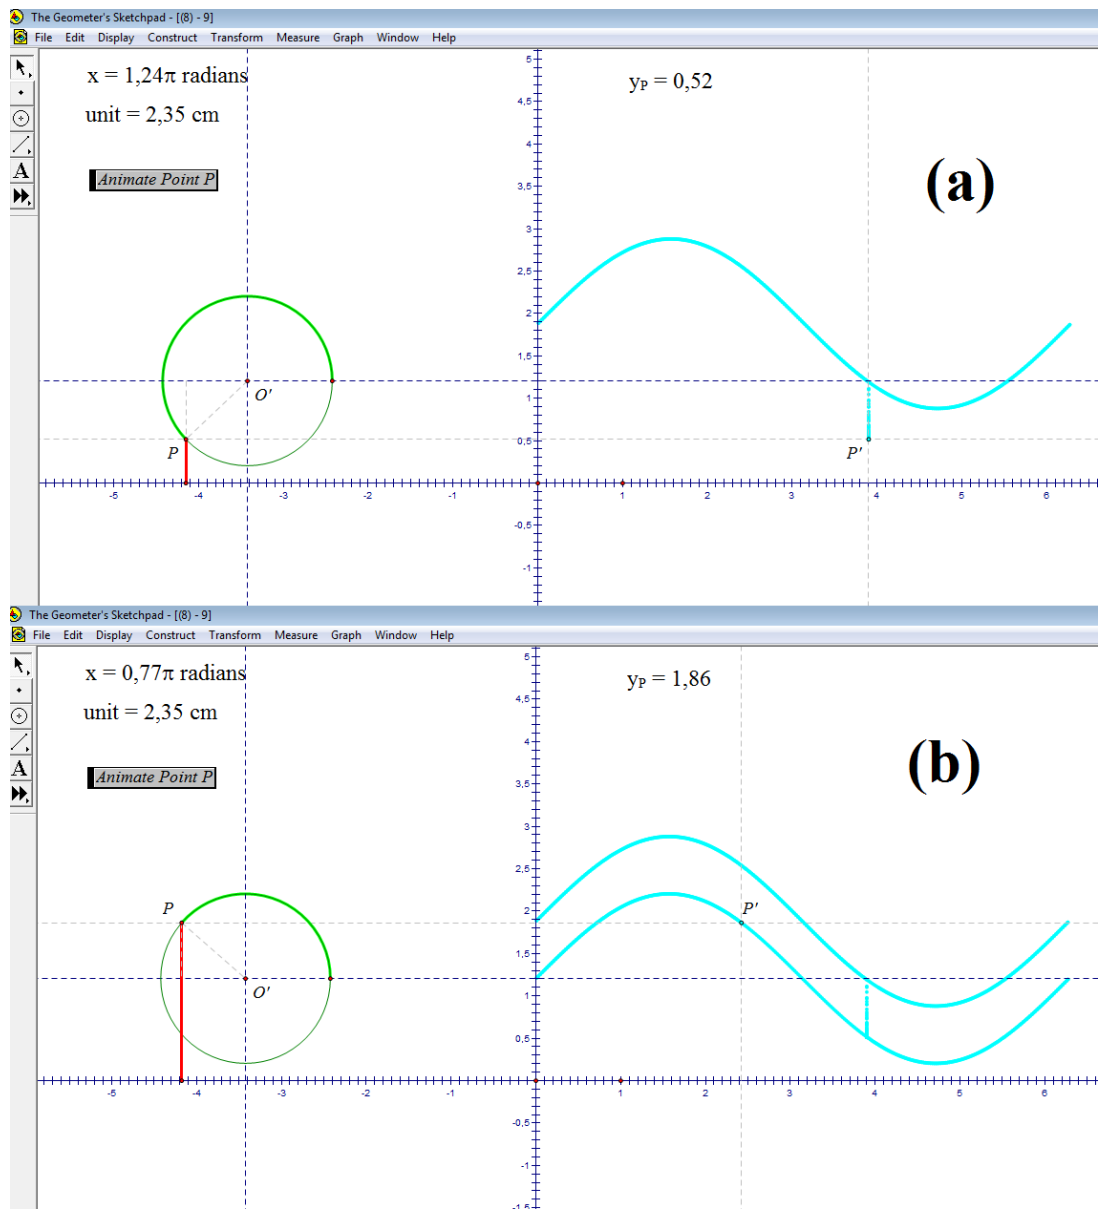 The Geometer's Sketchpad - [(8) - 9]
File Edit Display Construct Transform Measure Graph Window Help
x = 1,24π radians
unit = 2,35 cm
Animate Point P
yP = 0,52
(a)
A
5
4,5
4
3,5
3
2,5
2
1,5
1
0,5
-0,5
-1
-5 -4 -3 -2 -1 1 2 3 4 5 6
O'
P
P'
The Geometer's Sketchpad - [(8) - 9]
File Edit Display Construct Transform Measure Graph Window Help
x = 0,77π radians
unit = 2,35 cm
Animate Point P
yP = 1,86
(b)
A
5
4,5
4
3,5
3
2,5
2
1,5
1
0,5
-0,5
-1
-1,5
-5 -4 -3 -2 -1 1 2 3 4 5 6
P
O'
P'